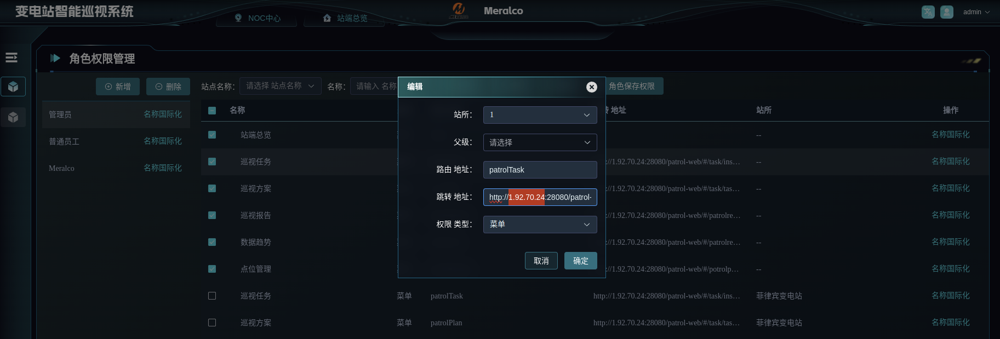 变电站智能巡视系统
NOC中心
站端总览
MERALCO
Meralco
admin
角色权限管理
新增
删除
站点名称：
请选择 站点名称
名称：
请输入 名称
角色保存权限
管理员
名称国际化
普通员工
名称国际化
Meralco
名称国际化
名称
地址
站所
操作
站端总览
--
名称国际化
巡视任务
://1.92.70.24:28080/patrol-web/#/task/ins…
--
名称国际化
巡视方案
://1.92.70.24:28080/patrol-web/#/task/tas…
--
名称国际化
巡视报告
://1.92.70.24:28080/patrol-web/#/patrolre…
--
名称国际化
数据趋势
://1.92.70.24:28080/patrol-web/#/patrolre…
--
名称国际化
点位管理
://1.92.70.24:28080/patrol-web/#/potrolp…
--
名称国际化
巡视任务
菜单
patrolTask
http://1.92.70.24:28080/patrol-web/#/task/ins…
菲律宾变电站
名称国际化
巡视方案
菜单
patrolPlan
http://1.92.70.24:28080/patrol-web/#/task/tas…
菲律宾变电站
名称国际化
编辑
站所：
1
父级：
请选择
路由 地址：
patrolTask
跳转 地址：
http://1.92.70.24:28080/patrol-
权限 类型：
菜单
取消
确定